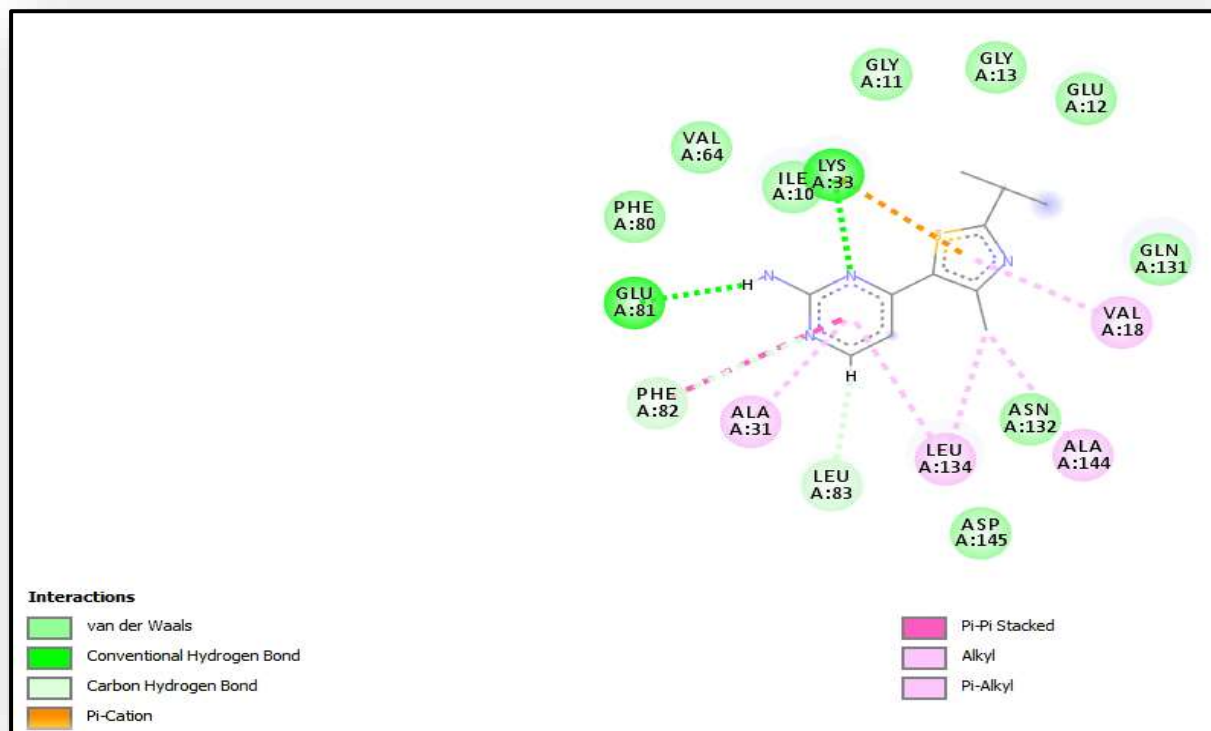 GLY
A:11
GLY
A:13
GLU
A:12
VAL
A:64
LYS
A:33
ILE
A:10
PHE
A:80
GLN
A:131
GLU
A:81
H
N
N
N
S
N
VAL
A:18
H
PHE
A:82
ALA
A:31
ASN
A:132
LEU
A:134
ALA
A:144
LEU
A:83
ASP
A:145
Interactions
van der Waals
Conventional Hydrogen Bond
Carbon Hydrogen Bond
Pi-Cation
Pi-Pi Stacked
Alkyl
Pi-Alkyl